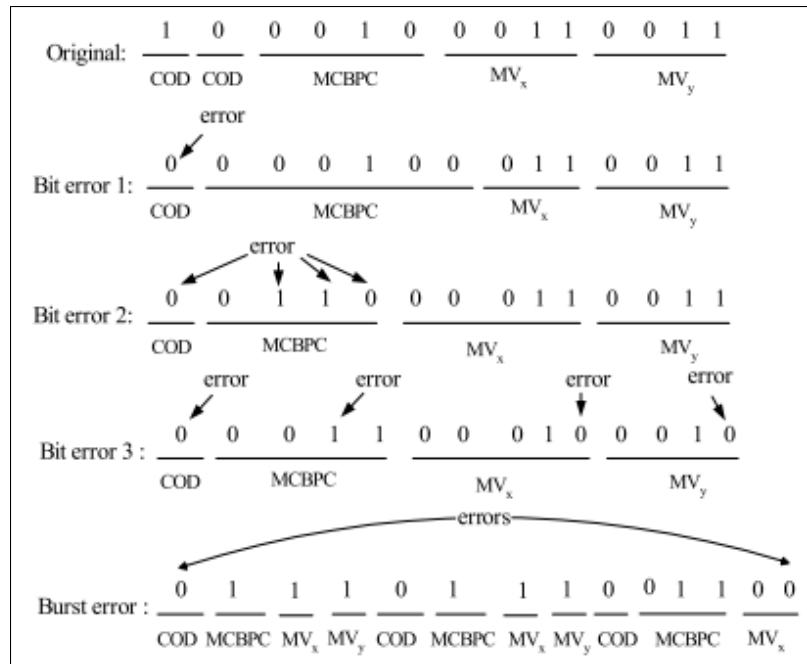 1 0 0 0 1 0 0 0 1 1 0 0 1 1
Original:
COD COD MCBPC MVx MVy
error
0 0 0 0 1 0 0 0 1 1 0 0 1 1
Bit error 1:
COD MCBPC MVx MVy
error
0 0 1 1 0 0 0 0 1 1 0 0 1 1
Bit error 2:
COD MCBPC MVx MVy
error error error error
0 0 0 1 1 0 0 0 1 0 0 0 1 0
Bit error 3 :
COD MCBPC MVx MVy
errors
0 1 1 1 0 1 1 1 0 0 1 1 0 0
Burst error :
COD MCBPC MVx MVy COD MCBPC MVx MVy COD MCBPC MVx